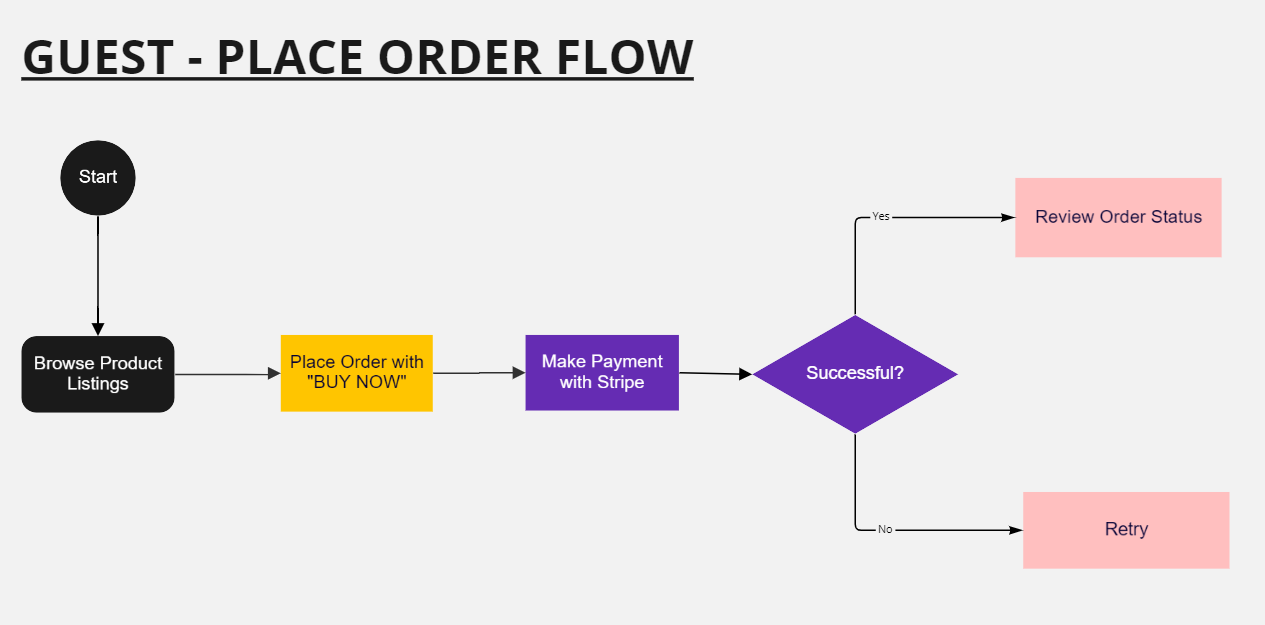 GUEST - PLACE ORDER FLOW
Start
Yes
Review Order Status
Browse Product
Listings
Place Order with
"BUY NOW"
Make Payment
with Stripe
Successful?
No
Retry